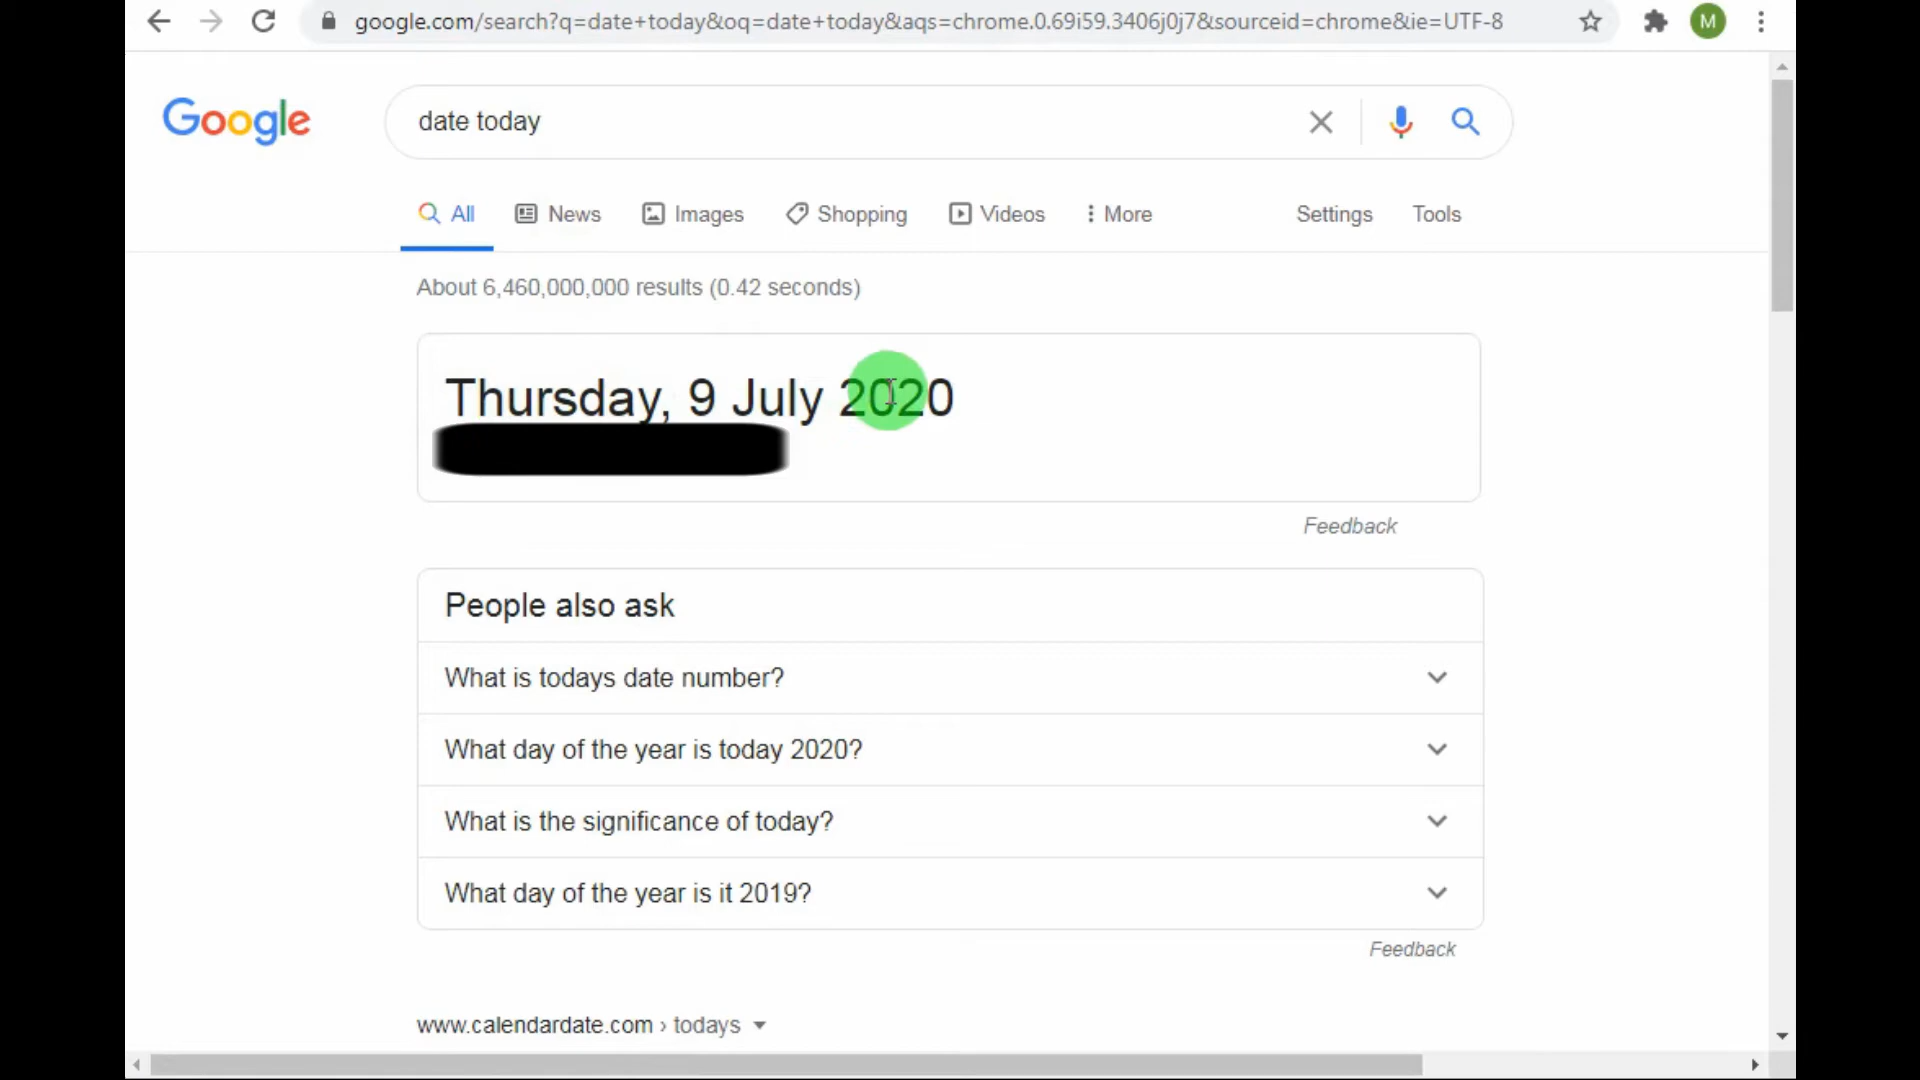 google.com/search?q=date+today&oq=date+today&aqs=chrome.0.69i59.3406j0j7&sourceid=chrome&ie=UTF-8
M
Google
date today
All News Images Shopping Videos More Settings Tools
About 6,460,000,000 results (0.42 seconds)
Thursday, 9 July 2020
Feedback
People also ask
What is todays date number?
What day of the year is today 2020?
What is the significance of today?
What day of the year is it 2019?
Feedback
www.calendardate.com › todays